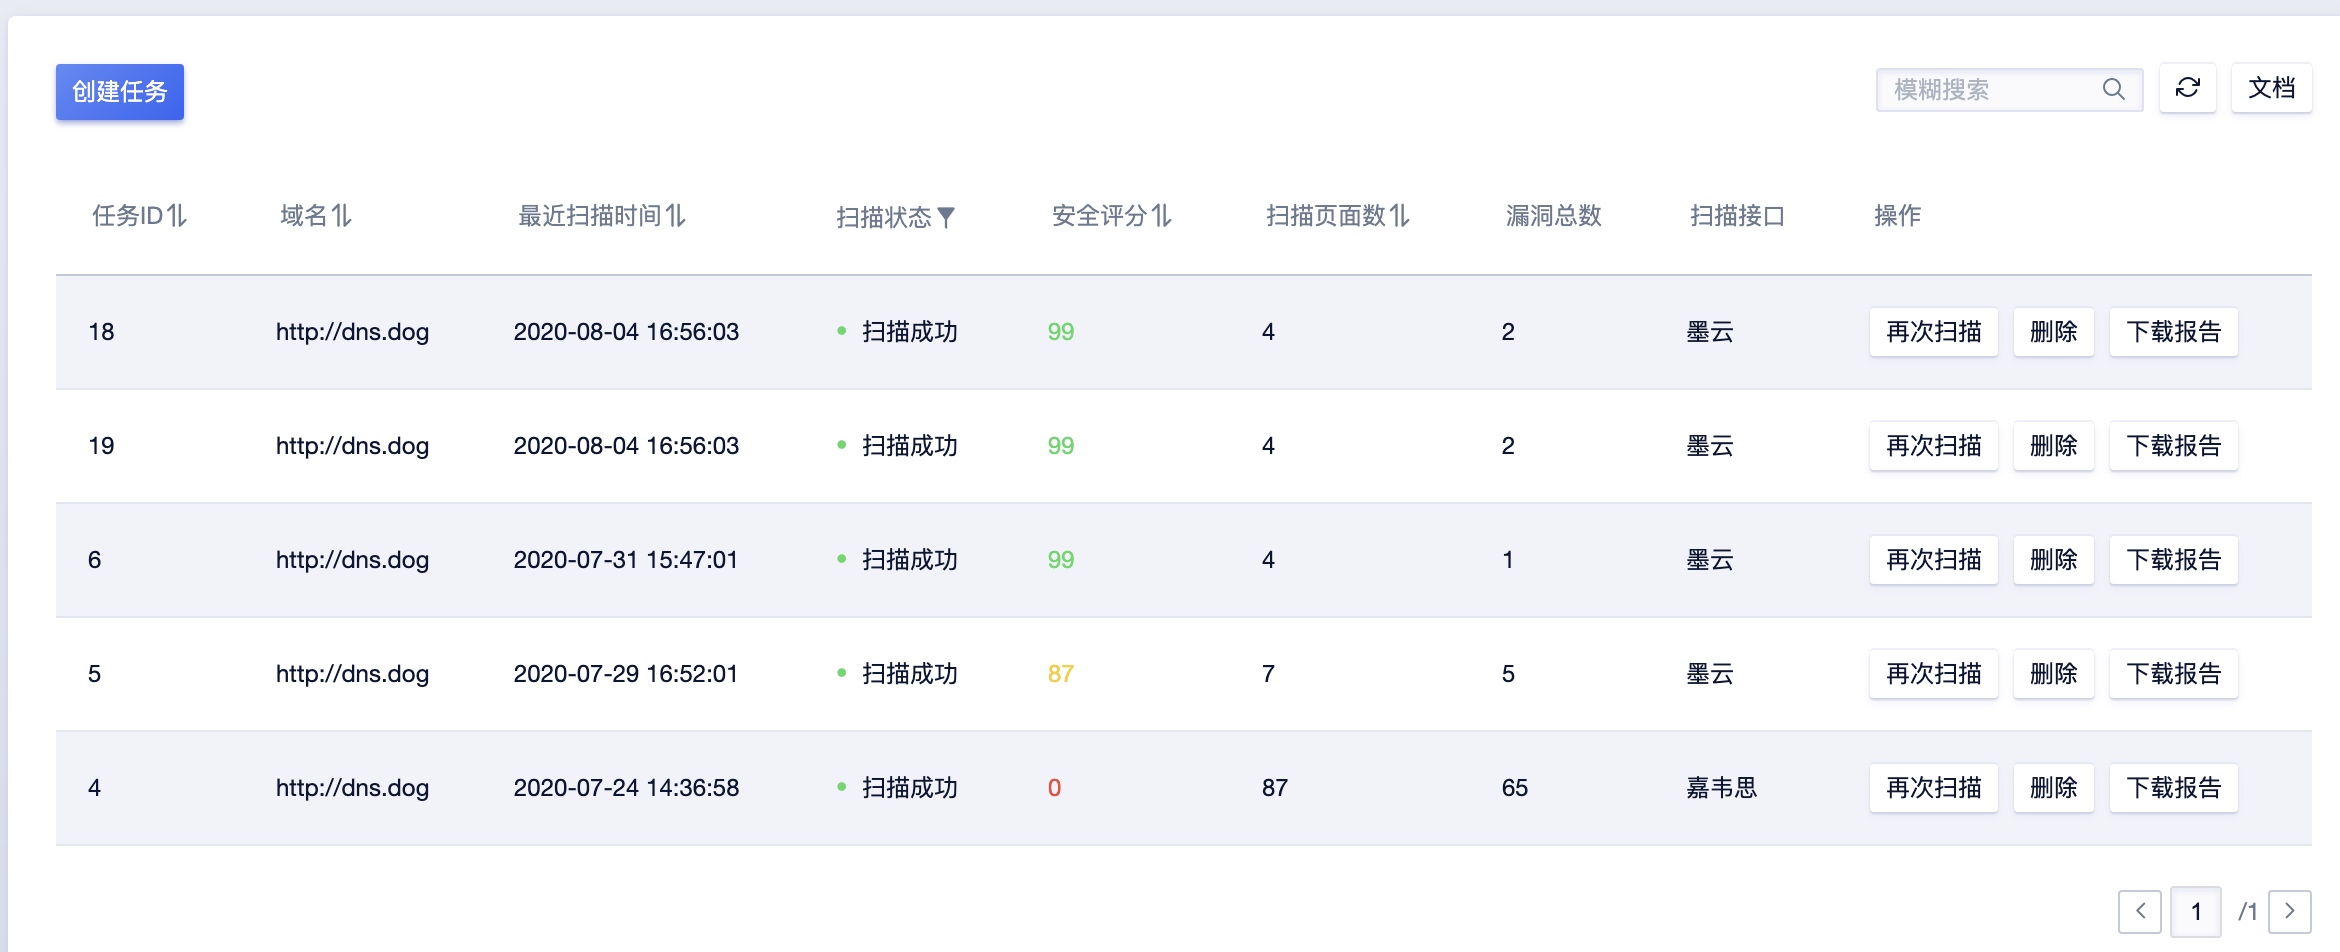 创建任务 模糊搜索 文档
任务ID 域名 最近扫描时间 扫描状态 安全评分 扫描页面数 漏洞总数 扫描接口 操作
18 http://dns.dog 2020-08-04 16:56:03 扫描成功 99 4 2 墨云 再次扫描 删除 下载报告
19 http://dns.dog 2020-08-04 16:56:03 扫描成功 99 4 2 墨云 再次扫描 删除 下载报告
6 http://dns.dog 2020-07-31 15:47:01 扫描成功 99 4 1 墨云 再次扫描 删除 下载报告
5 http://dns.dog 2020-07-29 16:52:01 扫描成功 87 7 5 墨云 再次扫描 删除 下载报告
4 http://dns.dog 2020-07-24 14:36:58 扫描成功 0 87 65 嘉韦思 再次扫描 删除 下载报告
1 /1